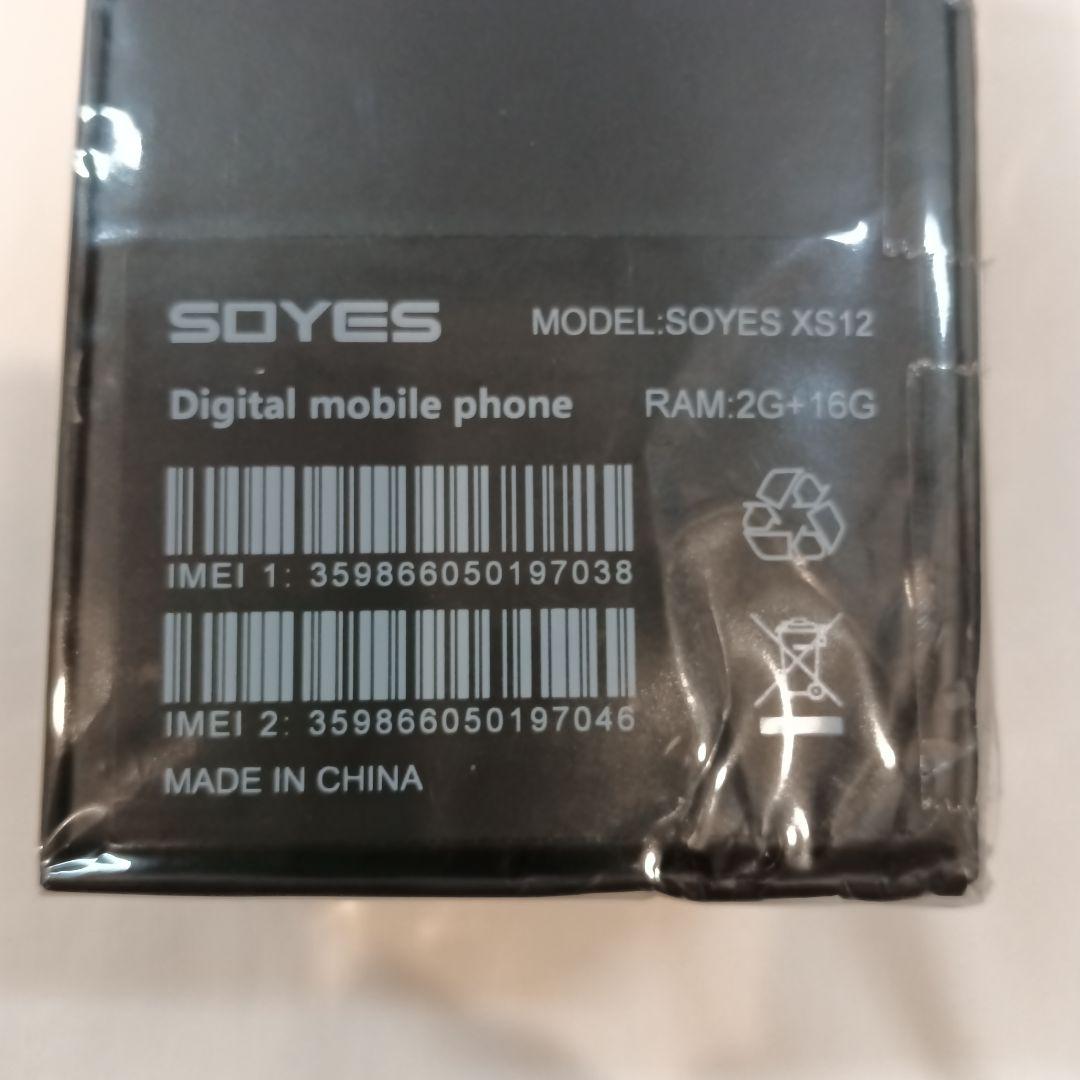 SOYES MODEL:SOYES XS12
Digital mobile phone RAM:2G+16G
IMEI 1: 359866050197038
IMEI 2: 359866050197046
MADE IN CHINA